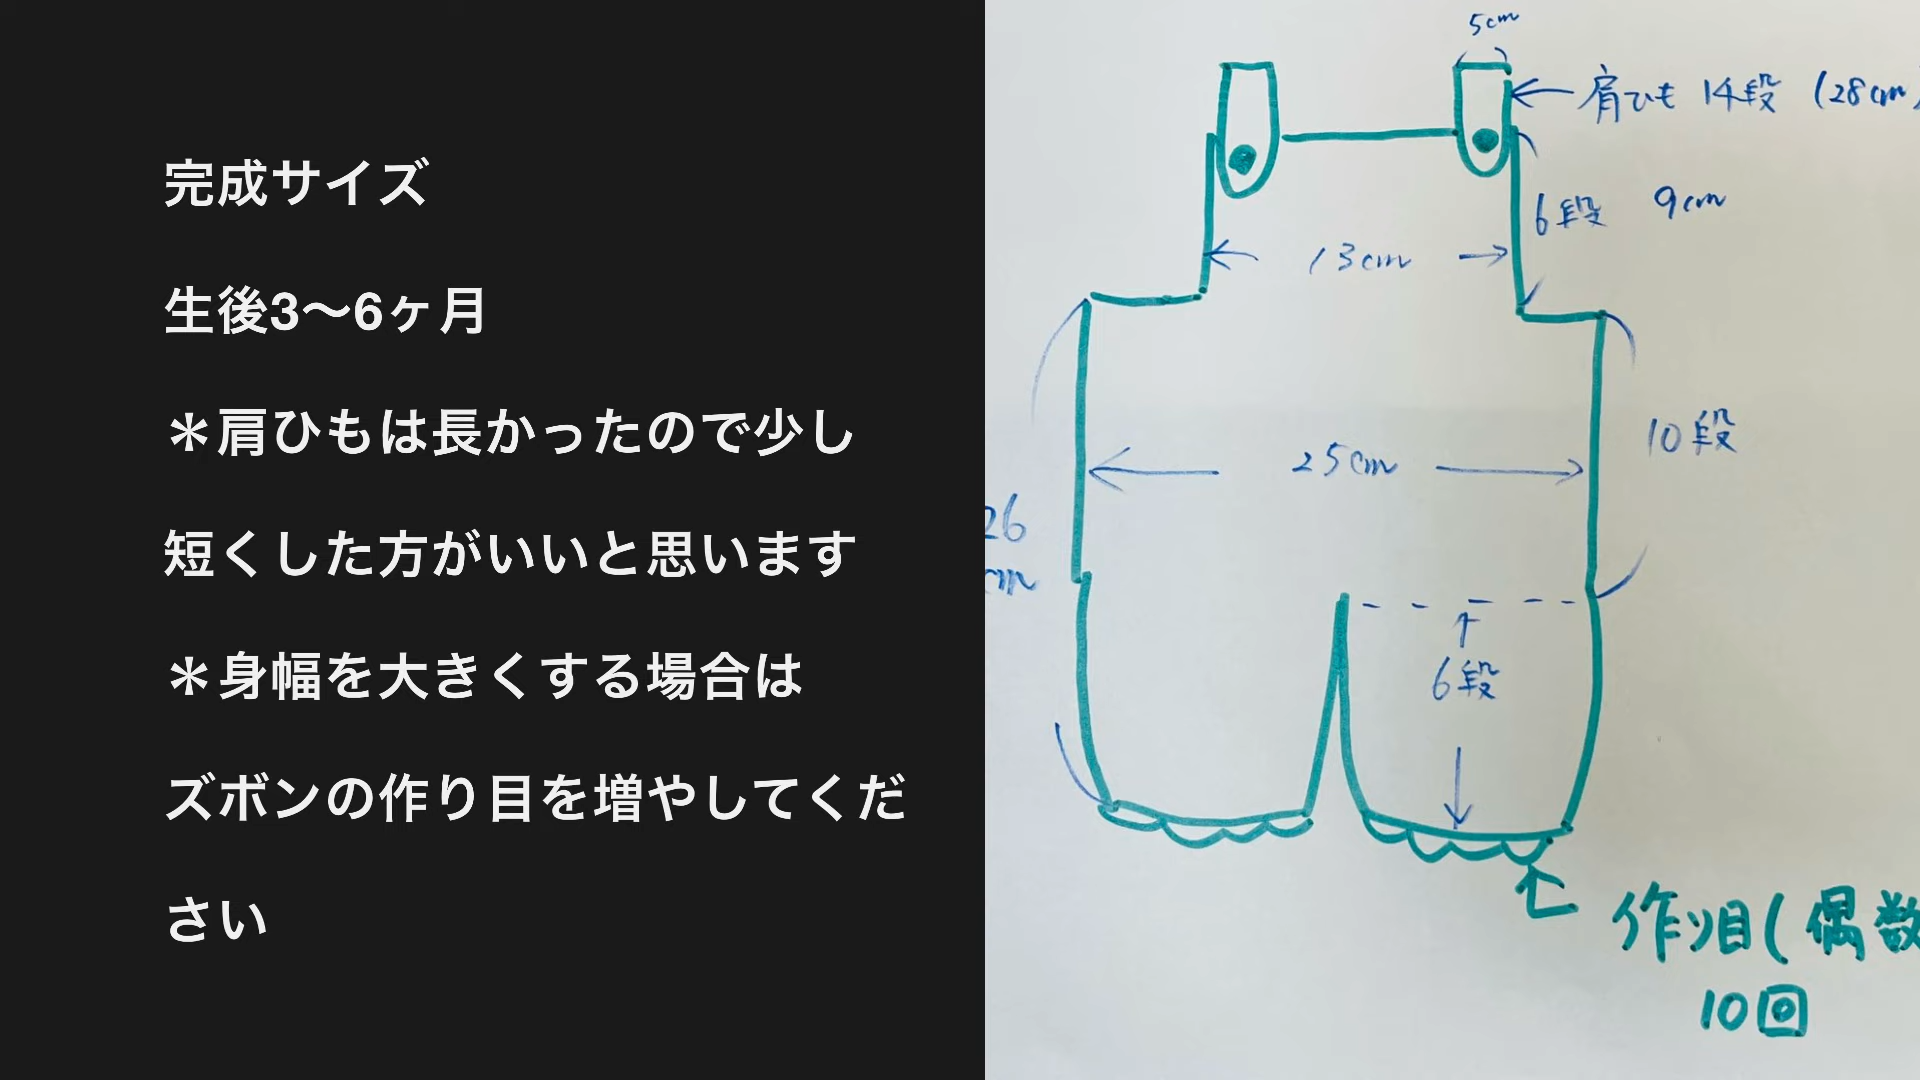 完成サイズ
生後3〜6ヶ月
＊肩ひもは長かったので少し
短くした方がいいと思います
＊身幅を大きくする場合は
ズボンの作り目を増やしてくだ
さい
5cm
肩ひも 14段 (28cm)
6段 9cm
13cm
10段
25cm
26
cm
6段
作り目(偶数
10回